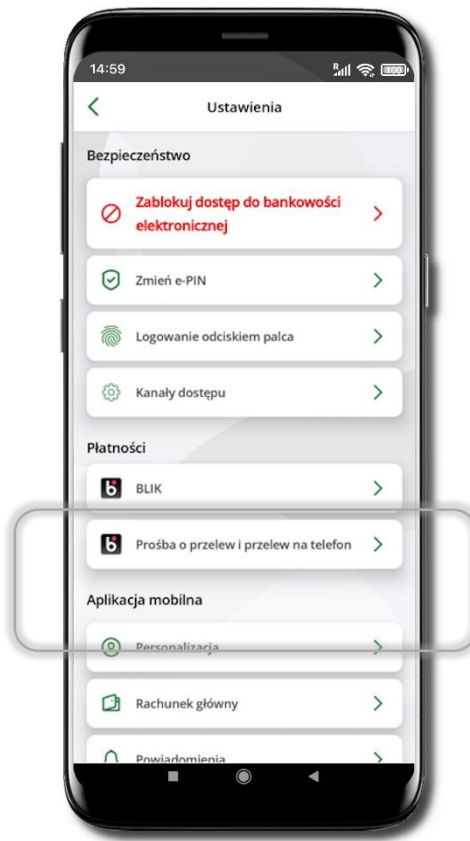 14:59
R
100
Ustawienia
Bezpieczeństwo
Zablokuj dostęp do bankowości
elektronicznej
Zmień e-PIN
Logowanie odciskiem palca
Kanały dostępu
Płatności
BLIK
Prośba o przelew i przelew na telefon
Aplikacja mobilna
Personalizacja
Rachunek główny
Powiadomienia